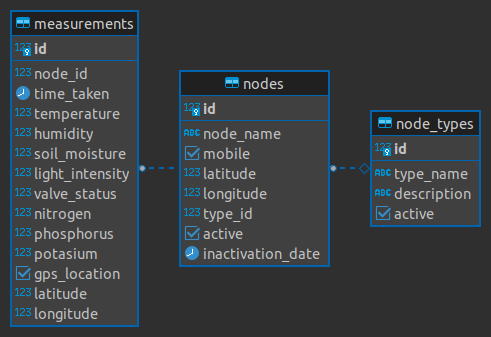 measurements
123 id
123 node_id
time_taken
123 temperature
123 humidity
123 soil_moisture
123 light_intensity
123 valve_status
123 nitrogen
123 phosphorus
123 potasium
gps_location
123 latitude
123 longitude
nodes
123 id
ABC node_name
mobile
123 latitude
123 longitude
123 type_id
active
inactivation_date
node_types
123 id
ABC type_name
ABC description
active